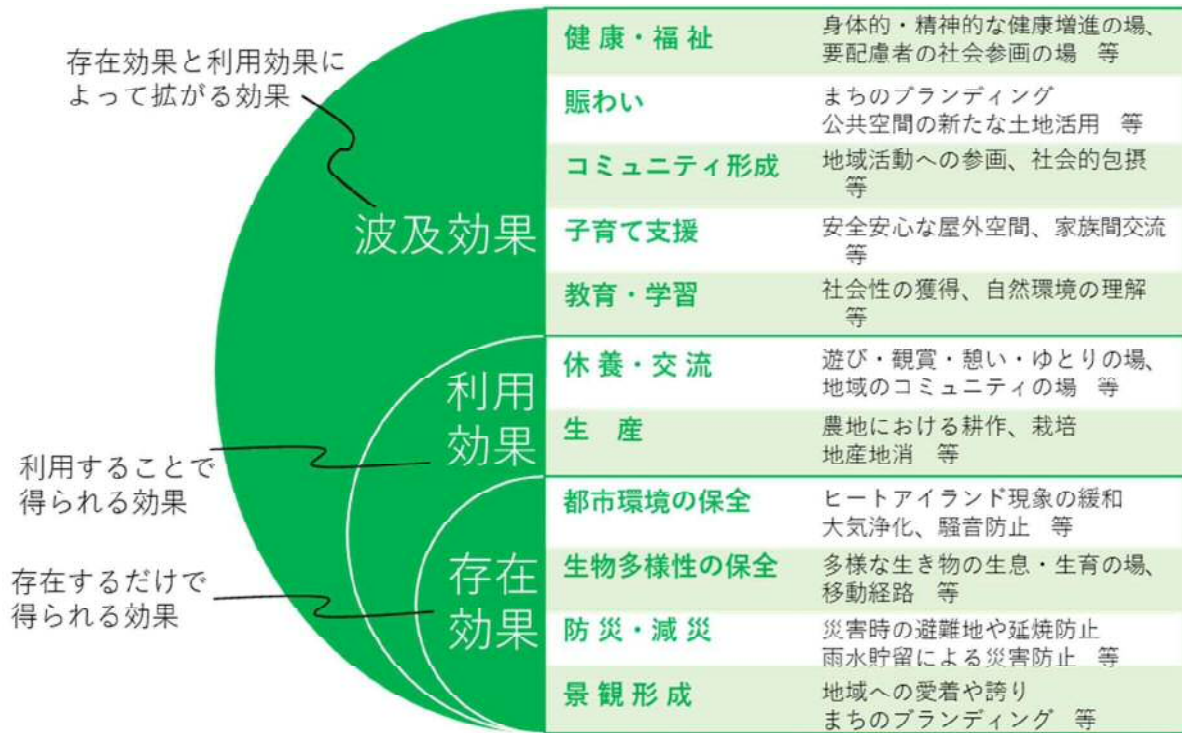 存在効果と利用効果に
よって拡がる効果
波及効果
健康・福祉
身体的・精神的な健康増進の場、
要配慮者の社会参画の場 等
賑わい
まちのブランディング
公共空間の新たな土地活用 等
コミュニティ形成
地域活動への参画、社会的包摂
等
子育て支援
安全安心な屋外空間、家族間交流
等
教育・学習
社会性の獲得、自然環境の理解
等
利用することで
得られる効果
利用
効果
休養・交流
遊び・観賞・憩い・ゆとりの場、
地域のコミュニティの場 等
生 産
農地における耕作、栽培
地産地消 等
存在するだけで
得られる効果
存在
効果
都市環境の保全
ヒートアイランド現象の緩和
大気浄化、騒音防止 等
生物多様性の保全
多様な生き物の生息・生育の場、
移動経路 等
防災・減災
災害時の避難地や延焼防止
雨水貯留による災害防止 等
景観形成
地域への愛着や誇り
まちのブランディング 等